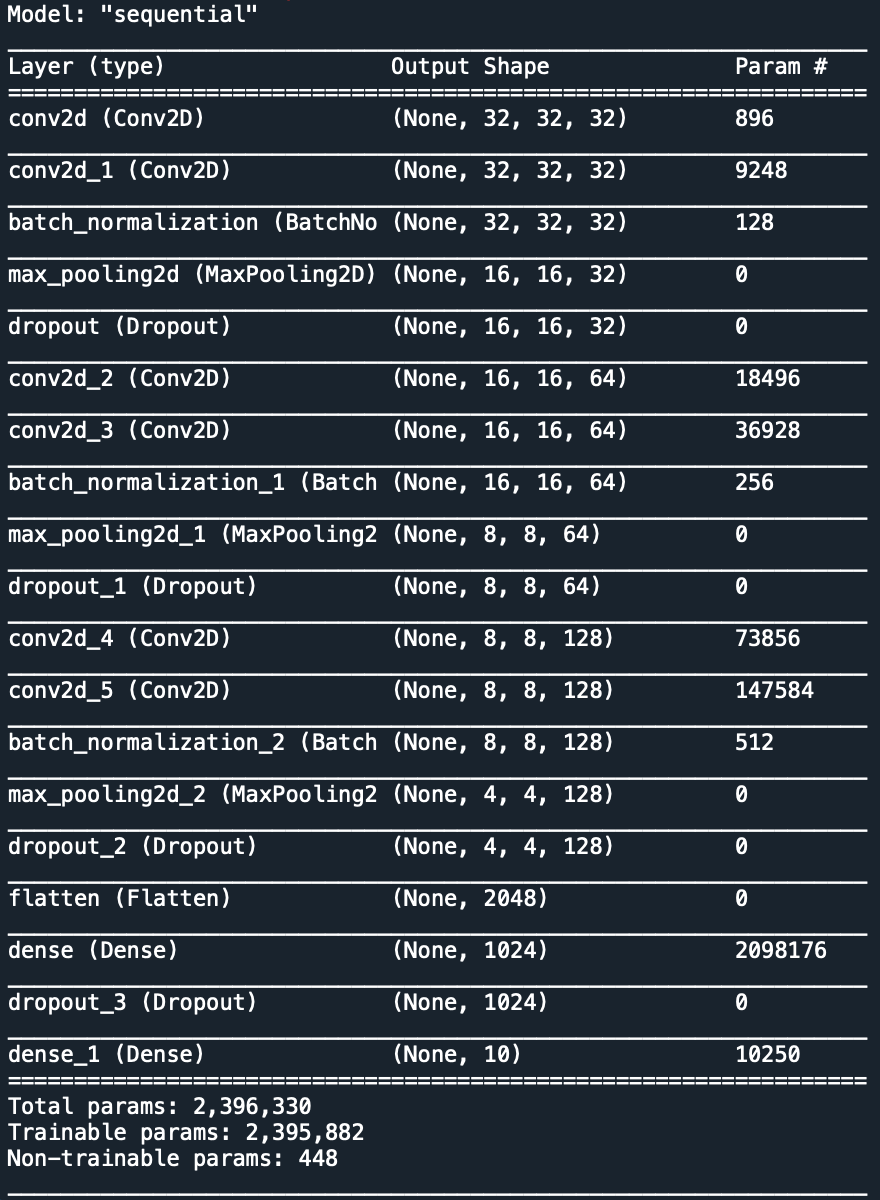 Model: "sequential"
Layer (type) Output Shape Param #
conv2d (Conv2D) (None, 32, 32, 32) 896
conv2d_1 (Conv2D) (None, 32, 32, 32) 9248
batch_normalization (BatchNo (None, 32, 32, 32) 128
max_pooling2d (MaxPooling2D) (None, 16, 16, 32) 0
dropout (Dropout) (None, 16, 16, 32) 0
conv2d_2 (Conv2D) (None, 16, 16, 64) 18496
conv2d_3 (Conv2D) (None, 16, 16, 64) 36928
batch_normalization_1 (Batch (None, 16, 16, 64) 256
max_pooling2d_1 (MaxPooling2 (None, 8, 8, 64) 0
dropout_1 (Dropout) (None, 8, 8, 64) 0
conv2d_4 (Conv2D) (None, 8, 8, 128) 73856
conv2d_5 (Conv2D) (None, 8, 8, 128) 147584
batch_normalization_2 (Batch (None, 8, 8, 128) 512
max_pooling2d_2 (MaxPooling2 (None, 4, 4, 128) 0
dropout_2 (Dropout) (None, 4, 4, 128) 0
flatten (Flatten) (None, 2048) 0
dense (Dense) (None, 1024) 2098176
dropout_3 (Dropout) (None, 1024) 0
dense_1 (Dense) (None, 10) 10250
Total params: 2,396,330
Trainable params: 2,395,882
Non-trainable params: 448